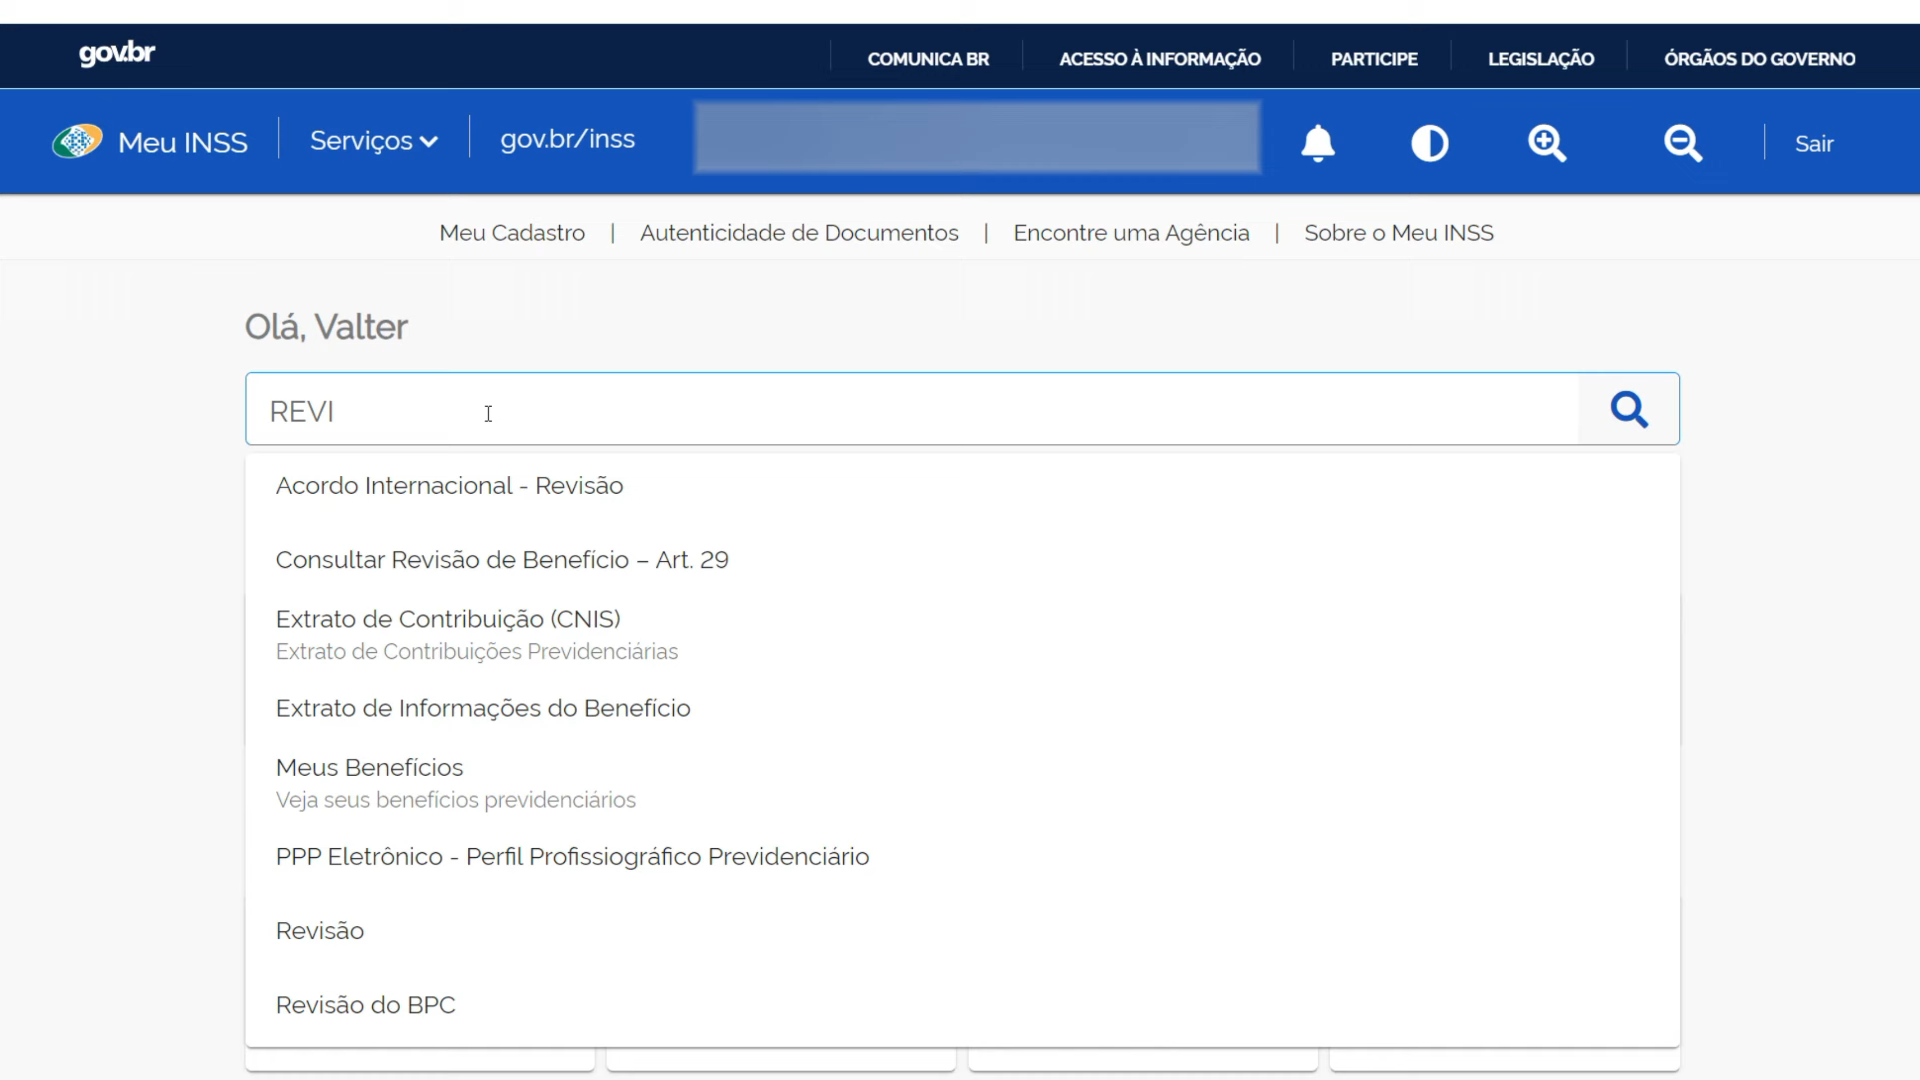 gov.br
COMUNICA BR
ACESSO À INFORMAÇÃO
PARTICIPE
LEGISLAÇÃO
ÓRGÃOS DO GOVERNO
Meu INSS
Serviços
gov.br/inss
Sair
Meu Cadastro | Autenticidade de Documentos | Encontre uma Agência | Sobre o Meu INSS
Olá, Valter
REVI
Acordo Internacional - Revisão
Consultar Revisão de Benefício – Art. 29
Extrato de Contribuição (CNIS)
Extrato de Contribuições Previdenciárias
Extrato de Informações do Benefício
Meus Benefícios
Veja seus benefícios previdenciários
PPP Eletrônico - Perfil Profissiográfico Previdenciário
Revisão
Revisão do BPC